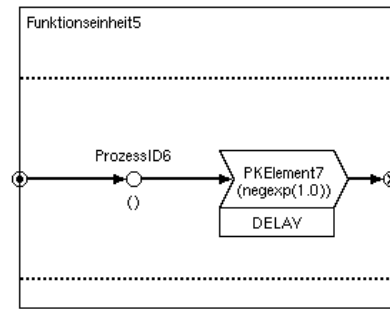 Funktionseinheit5
ProzessID6
()
PKElement7
(negexp(1.0))
DELAY